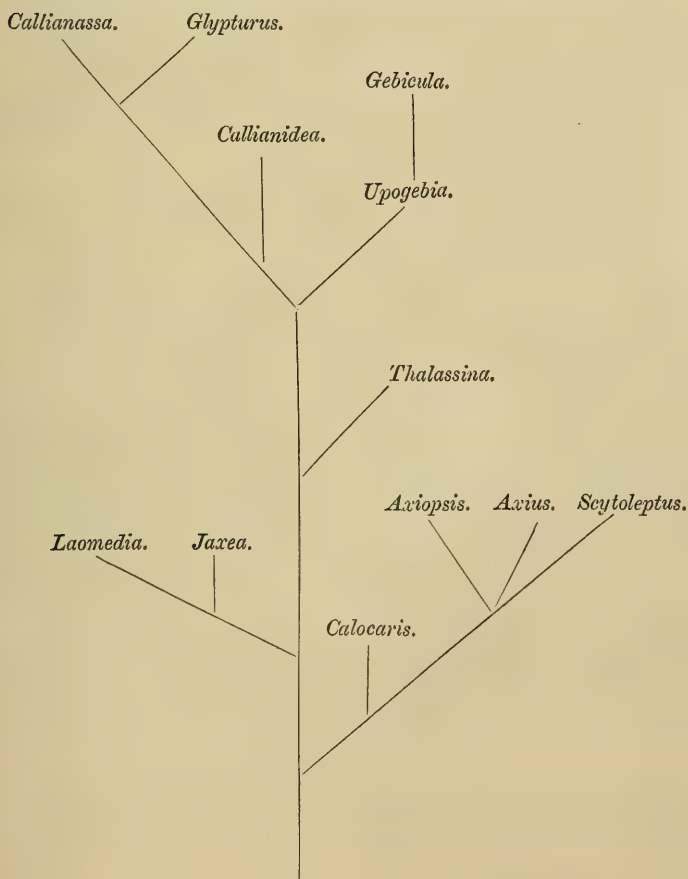 Callianassa. Glypturus.
Gebicula.
Callianidea.
Upogebia.
Thalassina.
Axiopsis. Axius. Scytoleptus.
Laomedia. Jaxea.
Calocaris.